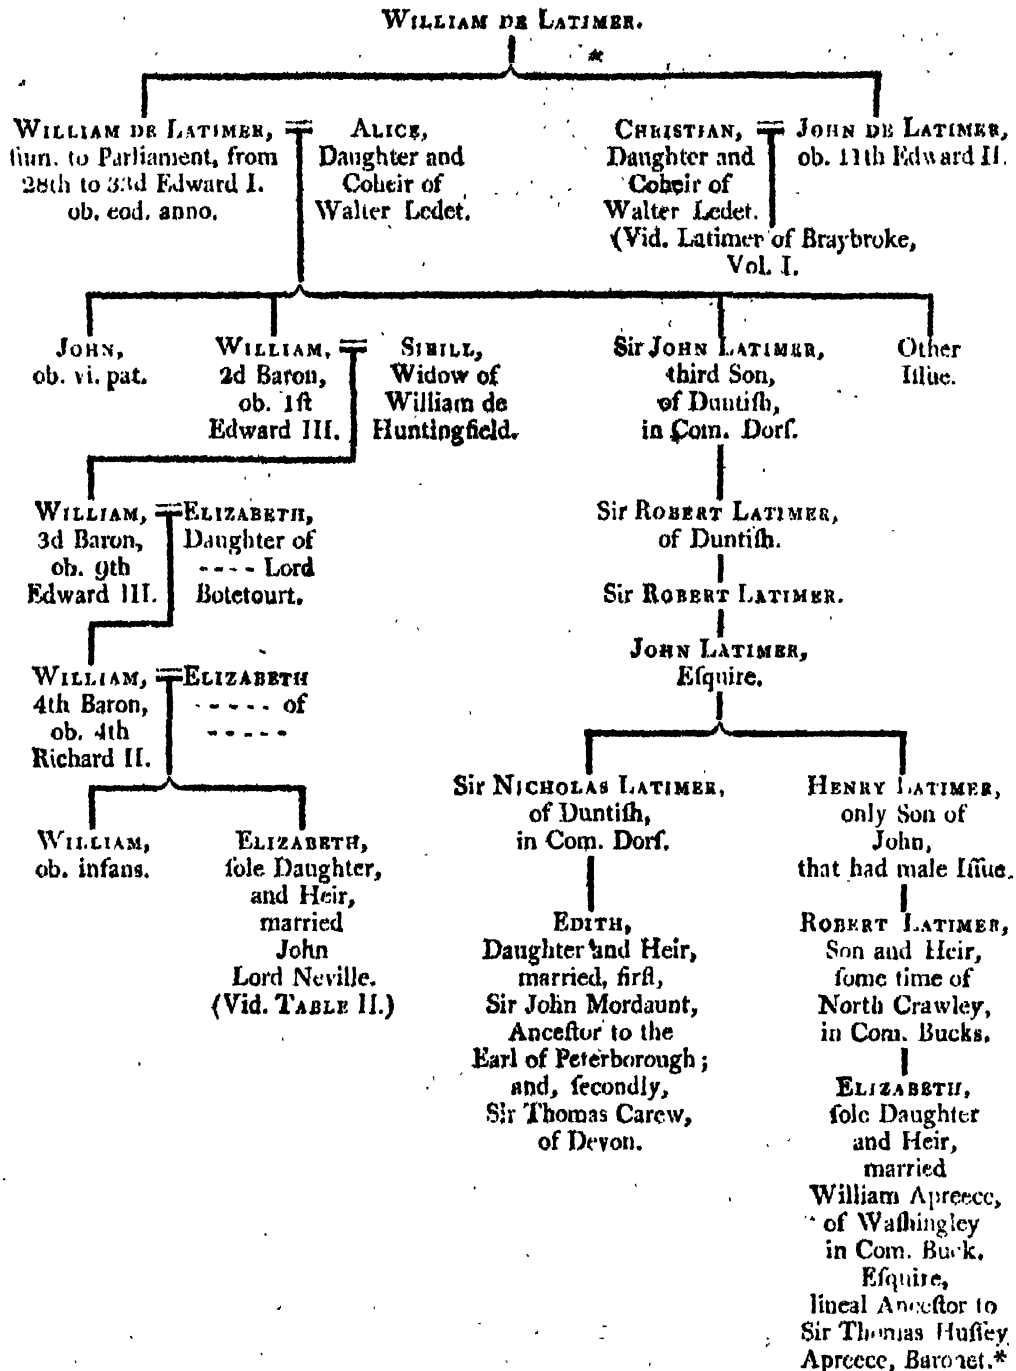 WILLIAM DE LATIMER.
*
WILLIAM DE LATIMER,
ſum. to Parliament, from
28th to 33d Edward I.
ob. eod. anno.
ALICE,
Daughter and
Coheir of
Walter Ledet.
CHRISTIAN,
Daughter and
Coheir of
Walter Ledet.
(Vid. Latimer of Braybroke,
Vol. I.
JOHN DE LATIMER,
ob. 11th Edward II.
JOHN,
ob. vi. pat.
WILLIAM,
2d Baron,
ob. 1ſt
Edward III.
SIBILL,
Widow of
William de
Huntingfield.
Sir JOHN LATIMER,
third Son,
of Duntiſh,
in Com. Dorſ.
Other
Iſſue.
WILLIAM,
3d Baron,
ob. 9th
Edward III.
ELIZABETH,
Daughter of
---- Lord
Botetourt.
Sir ROBERT LATIMER,
of Duntiſh.
Sir ROBERT LATIMER.
JOHN LATIMER,
Eſquire.
WILLIAM,
4th Baron,
ob. 4th
Richard II.
ELIZABETH
----- of
-----
WILLIAM,
ob. infans.
ELIZABETH,
ſole Daughter,
and Heir,
married
John
Lord Neville.
(Vid. TABLE II.)
Sir NICHOLAS LATIMER,
of Duntiſh,
in Com. Dorſ.
EDITH,
Daughter and Heir,
married, firſt,
Sir John Mordaunt,
Anceſtor to the
Earl of Peterborough;
and, ſecondly,
Sir Thomas Carew,
of Devon.
HENRY LATIMER,
only Son of
John,
that had male Iſſue.
ROBERT LATIMER,
Son and Heir,
ſome time of
North Crawley,
in Com. Bucks.
ELIZABETH,
ſole Daughter
and Heir,
married
William Apreece,
of Waſhingley
in Com. Buck.
Eſquire,
lineal Anceſtor to
Sir Thomas Huſſey
Apreece, Baronet.*